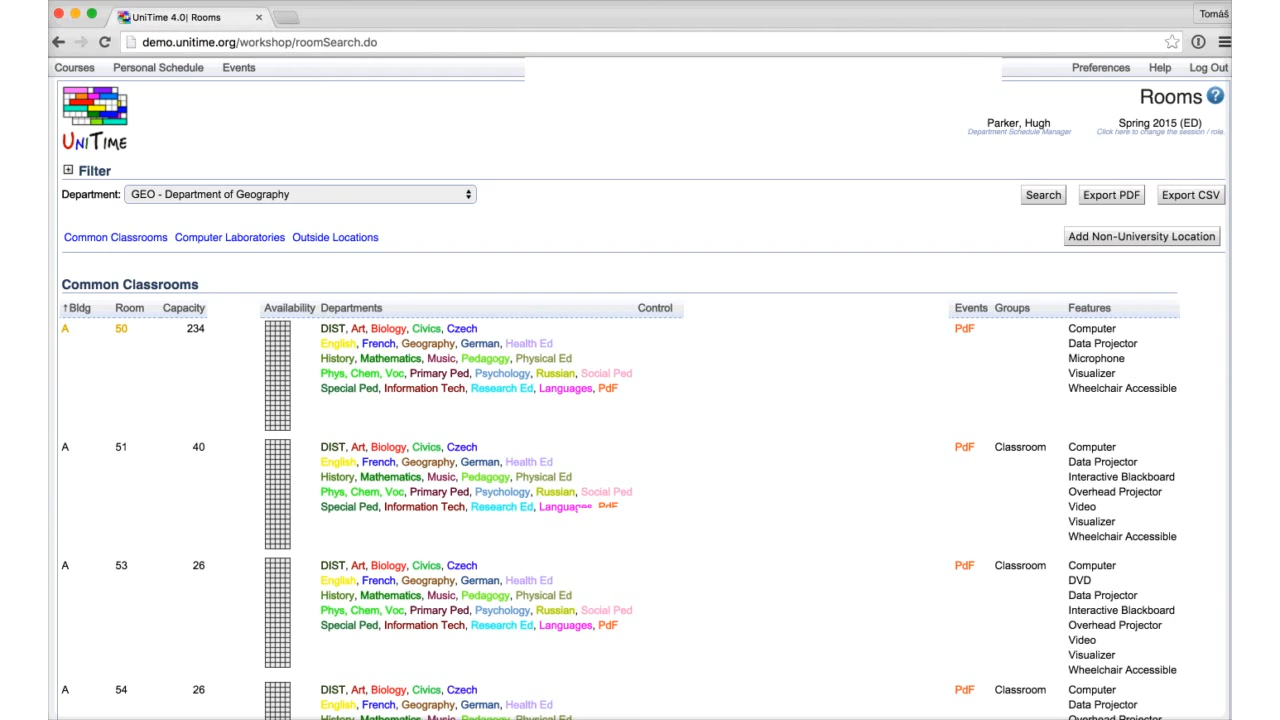 UniTime 4.0| Rooms
Tomáš
demo.unitime.org/workshop/roomSearch.do
Courses Personal Schedule Events Preferences Help Log Out
UniTime
Rooms
Parker, Hugh Spring 2015 (ED)
Department Schedule Manager Click here to change the session / role.
Filter
Department: GEO - Department of Geography Search Export PDF Export CSV
Common Classrooms Computer Laboratories Outside Locations Add Non-University Location
Common Classrooms
↑Bldg Room Capacity Availability Departments Control Events Groups Features
A 50 234 DIST, Art, Biology, Civics, Czech PdF Computer
English, French, Geography, German, Health Ed Data Projector
History, Mathematics, Music, Pedagogy, Physical Ed Microphone
Phys, Chem, Voc, Primary Ped, Psychology, Russian, Social Ped Visualizer
Special Ped, Information Tech, Research Ed, Languages, PdF Wheelchair Accessible
A 51 40 DIST, Art, Biology, Civics, Czech PdF Classroom Computer
English, French, Geography, German, Health Ed Data Projector
History, Mathematics, Music, Pedagogy, Physical Ed Interactive Blackboard
Phys, Chem, Voc, Primary Ped, Psychology, Russian, Social Ped Overhead Projector
Special Ped, Information Tech, Research Ed, Languages, PdF Video
Visualizer
Wheelchair Accessible
A 53 26 DIST, Art, Biology, Civics, Czech PdF Classroom Computer
English, French, Geography, German, Health Ed DVD
History, Mathematics, Music, Pedagogy, Physical Ed Data Projector
Phys, Chem, Voc, Primary Ped, Psychology, Russian, Social Ped Interactive Blackboard
Special Ped, Information Tech, Research Ed, Languages, PdF Overhead Projector
Video
Visualizer
Wheelchair Accessible
A 54 26 DIST, Art, Biology, Civics, Czech PdF Classroom Computer
English, French, Geography, German, Health Ed Data Projector
History, Mathematics, Music, Pedagogy, Physical Ed Overhead Projector